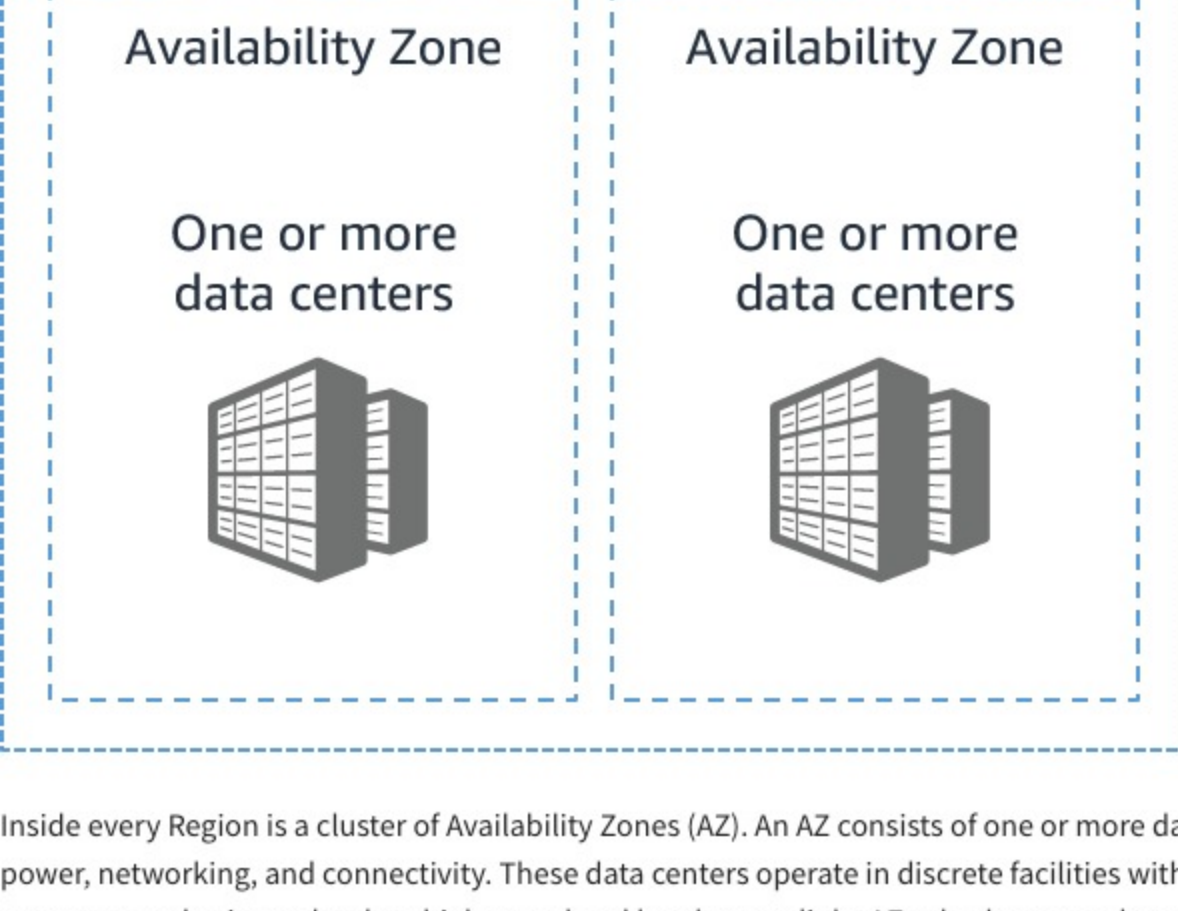 Availability Zone Availability Zone
One or more One or more
data centers data centers
Inside every Region is a cluster of Availability Zones (AZ). An AZ consists of one or more
power, networking, and connectivity. These data centers operate in discrete facilities with